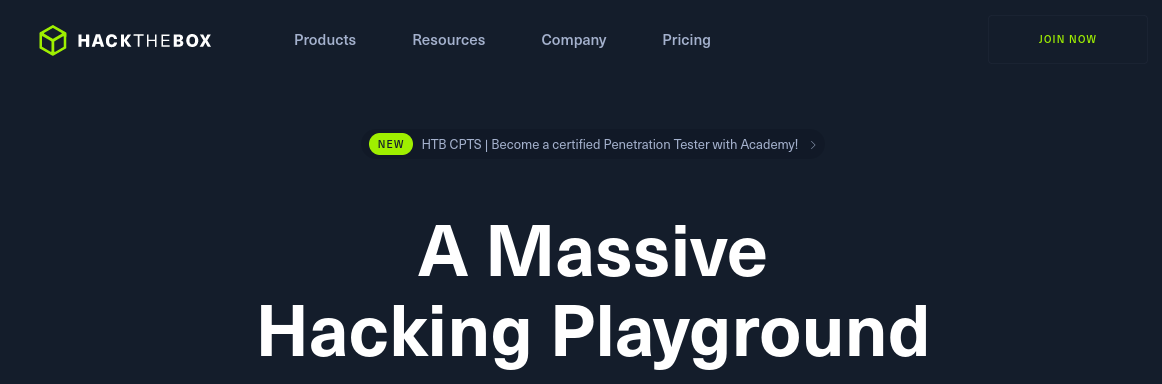 HACKTHEBOX
Products
Resources
Company
Pricing
JOIN NOW
NEW
HTB CPTS | Become a certified Penetration Tester with Academy!
A Massive
Hacking Playground